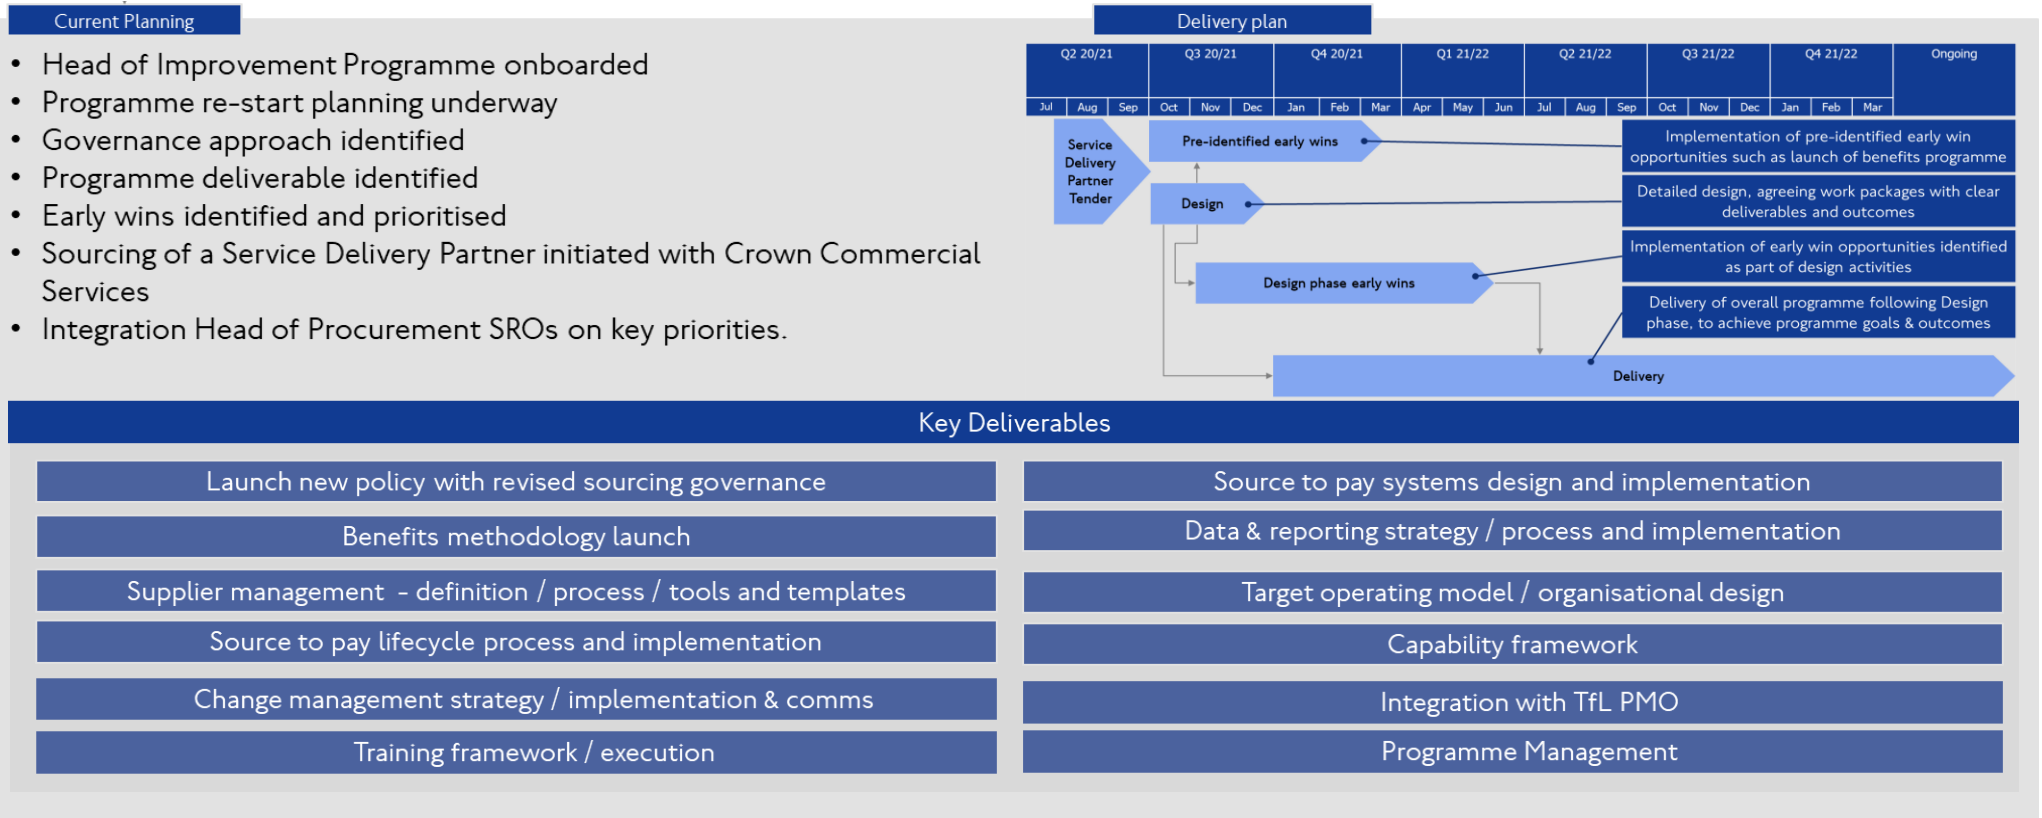 Current Planning
• Head of Improvement Programme onboarded
• Programme re-start planning underway
• Governance approach identified
• Programme deliverable identified
• Early wins identified and prioritised
• Sourcing of a Service Delivery Partner initiated with Crown Commercial
Services
• Integration Head of Procurement SROs on key priorities.
Delivery plan
Q2 20/21 Q3 20/21 Q4 20/21 Q1 21/22 Q2 21/22 Q3 21/22 Q4 21/22 Ongoing
Jul Aug Sep Oct Nov Dec Jan Feb Mar Apr May Jun Jul Aug Sep Oct Nov Dec Jan Feb Mar
Service
Delivery
Partner
Tender
Pre-identified early wins
Implementation of pre-identified early win
opportunities such as launch of benefits programme
Design
Detailed design, agreeing work packages with clear
deliverables and outcomes
Design phase early wins
Implementation of early win opportunities identified
as part of design activities
Delivery of overall programme following Design
phase, to achieve programme goals & outcomes
Delivery
Key Deliverables
Launch new policy with revised sourcing governance
Benefits methodology launch
Supplier management - definition / process / tools and templates
Source to pay lifecycle process and implementation
Change management strategy / implementation & comms
Training framework / execution
Source to pay systems design and implementation
Data & reporting strategy / process and implementation
Target operating model / organisational design
Capability framework
Integration with TfL PMO
Programme Management